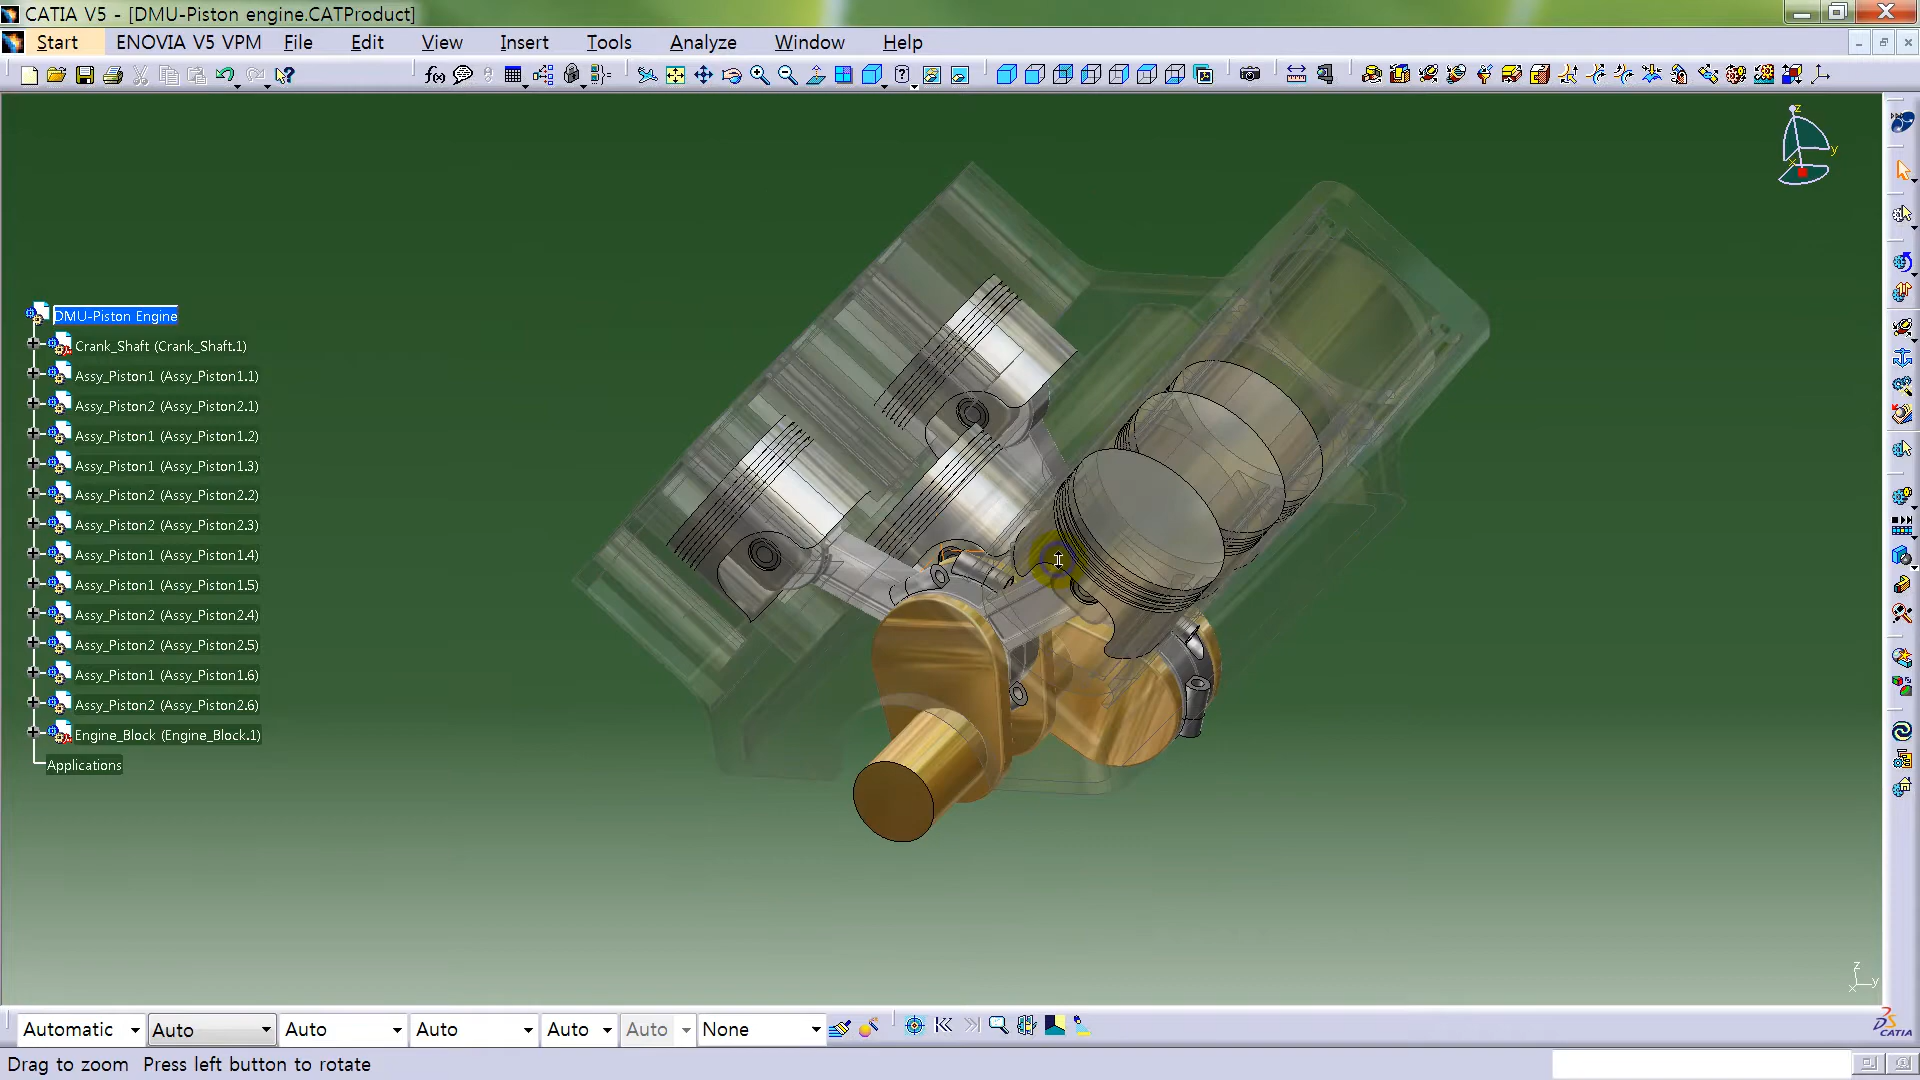 CATIA V5 - [DMU-Piston engine.CATProduct]
Start ENOVIA V5 VPM File Edit View Insert Tools Analyze Window Help
z
y
x
DMU-Piston Engine
Crank_Shaft (Crank_Shaft.1)
Assy_Piston1 (Assy_Piston1.1)
Assy_Piston2 (Assy_Piston2.1)
Assy_Piston1 (Assy_Piston1.2)
Assy_Piston1 (Assy_Piston1.3)
Assy_Piston2 (Assy_Piston2.2)
Assy_Piston2 (Assy_Piston2.3)
Assy_Piston1 (Assy_Piston1.4)
Assy_Piston1 (Assy_Piston1.5)
Assy_Piston2 (Assy_Piston2.4)
Assy_Piston2 (Assy_Piston2.5)
Assy_Piston1 (Assy_Piston1.6)
Assy_Piston2 (Assy_Piston2.6)
Engine_Block (Engine_Block.1)
Applications
z
x y
Automatic Auto Auto Auto Auto Auto None
CATIA
Drag to zoom Press left button to rotate